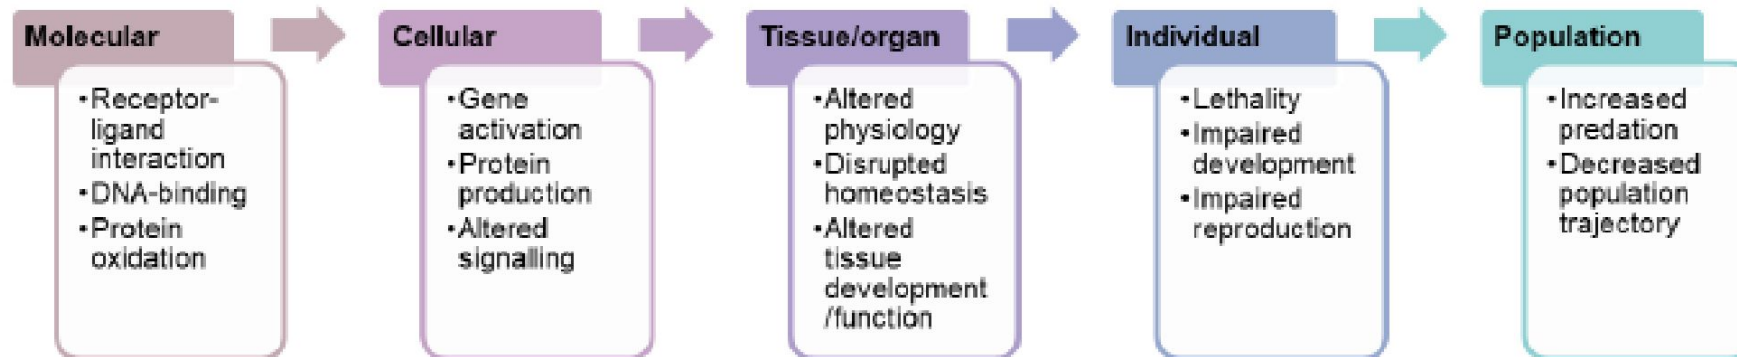 Molecular
•Receptor-
ligand
interaction
•DNA-binding
•Protein
oxidation
Cellular
•Gene
activation
•Protein
production
•Altered
signalling
Tissue/organ
•Altered
physiology
•Disrupted
homeostasis
•Altered
tissue
development
/function
Individual
•Lethality
•Impaired
development
•Impaired
reproduction
Population
•Increased
predation
•Decreased
population
trajectory